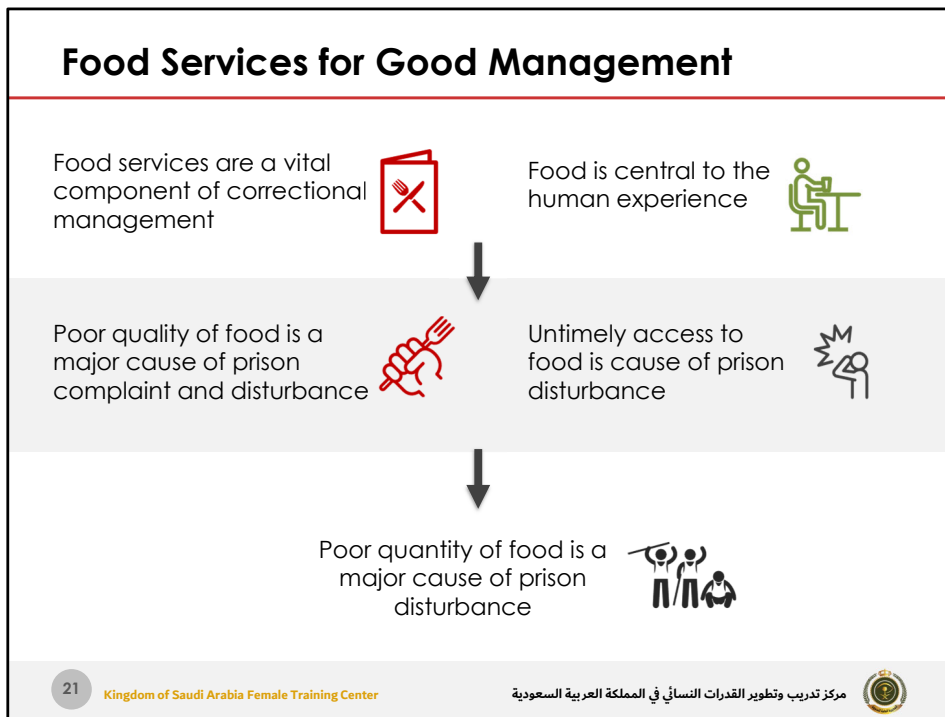 Food Services for Good Management
Food services are a vital
component of correctional
management
Food is central to the
human experience
Poor quality of food is a
major cause of prison
complaint and disturbance
Untimely access to
food is cause of prison
disturbance
Poor quantity of food is a
major cause of prison
disturbance
21
Kingdom of Saudi Arabia Female Training Center
مركز تدريب وتطوير القدرات النسائي في المملكة العربية السعودية